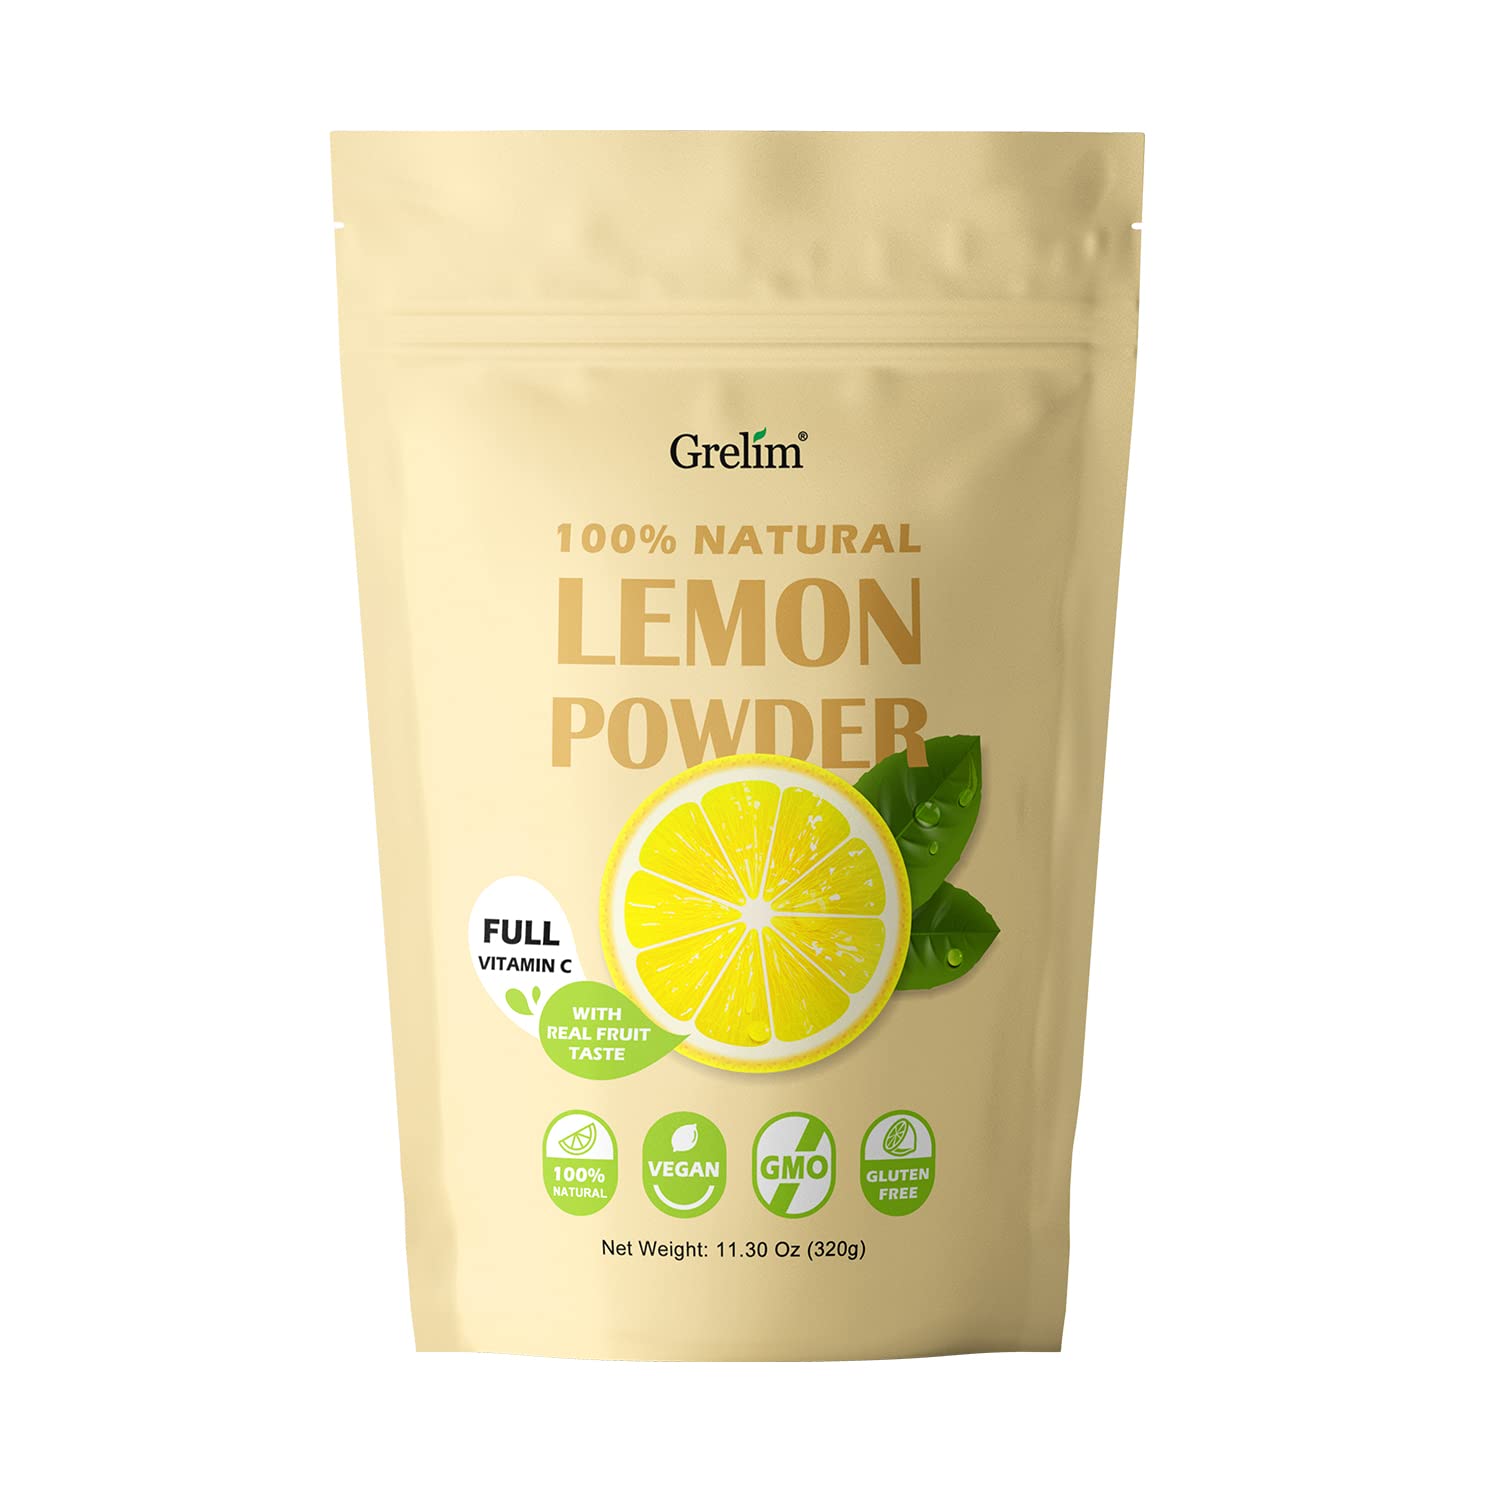 Grelim®
100% NATURAL
LEMON
POWDER
FULL
VITAMIN C
WITH
REAL FRUIT
TASTE
100%
NATURAL
VEGAN
GMO
GLUTEN
FREE
Net Weight: 11.30 Oz (320g)